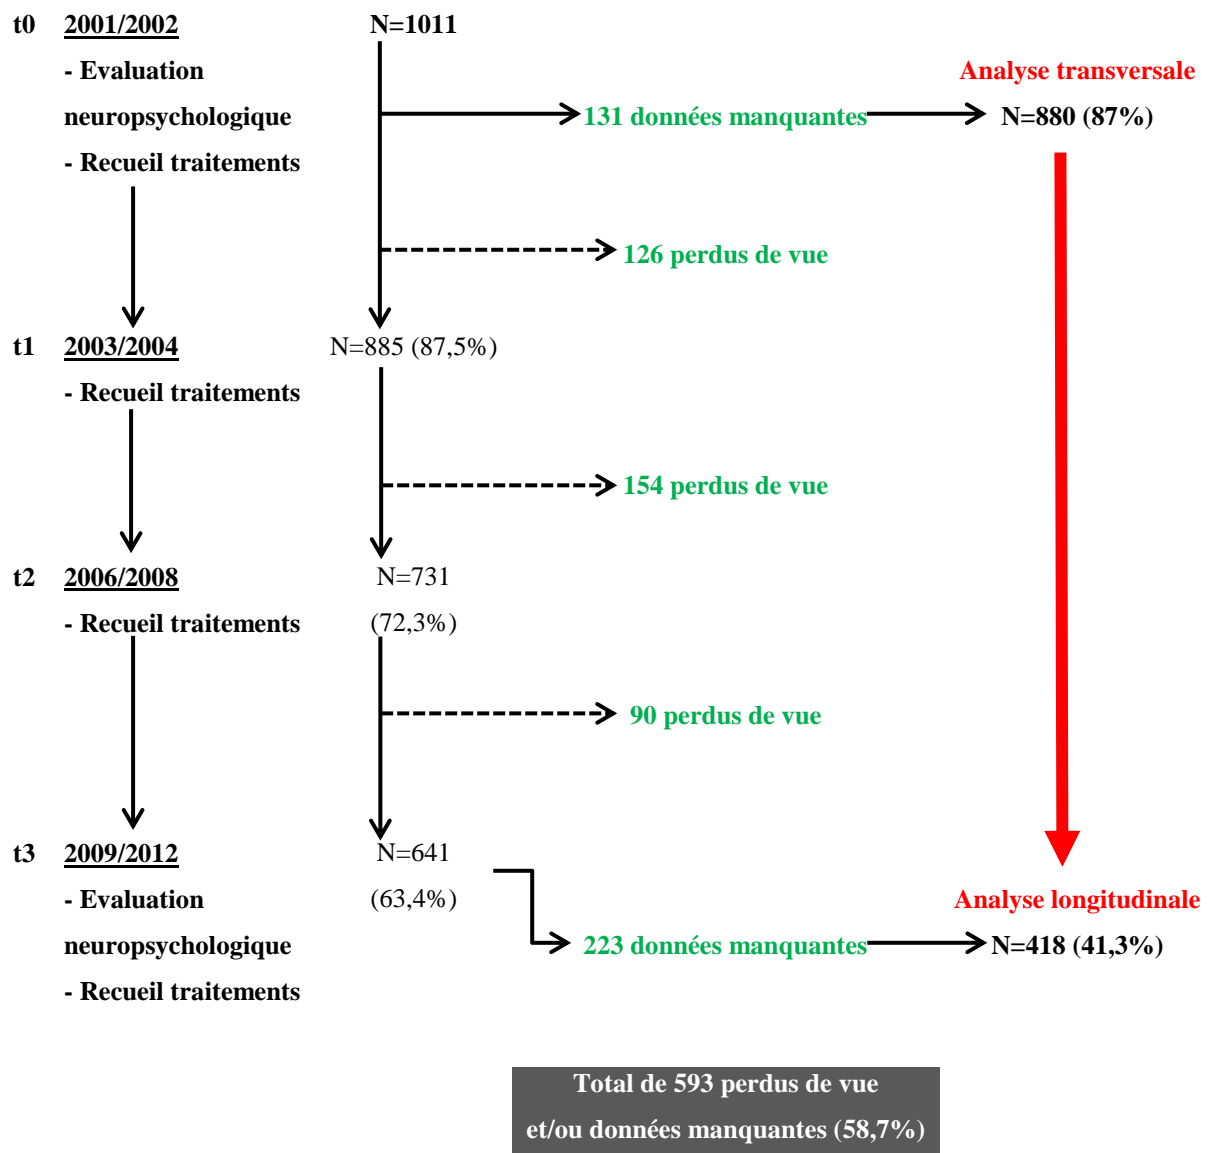 t0 2001/2002 N=1011
- Evaluation Analyse transversale
neuropsychologique 131 données manquantes N=880 (87%)
- Recueil traitements
126 perdus de vue
t1 2003/2004 N=885 (87,5%)
- Recueil traitements
154 perdus de vue
t2 2006/2008 N=731
- Recueil traitements (72,3%)
90 perdus de vue
t3 2009/2012 N=641
- Evaluation (63,4%) Analyse longitudinale
neuropsychologique 223 données manquantes N=418 (41,3%)
- Recueil traitements
Total de 593 perdus de vue
et/ou données manquantes (58,7%)